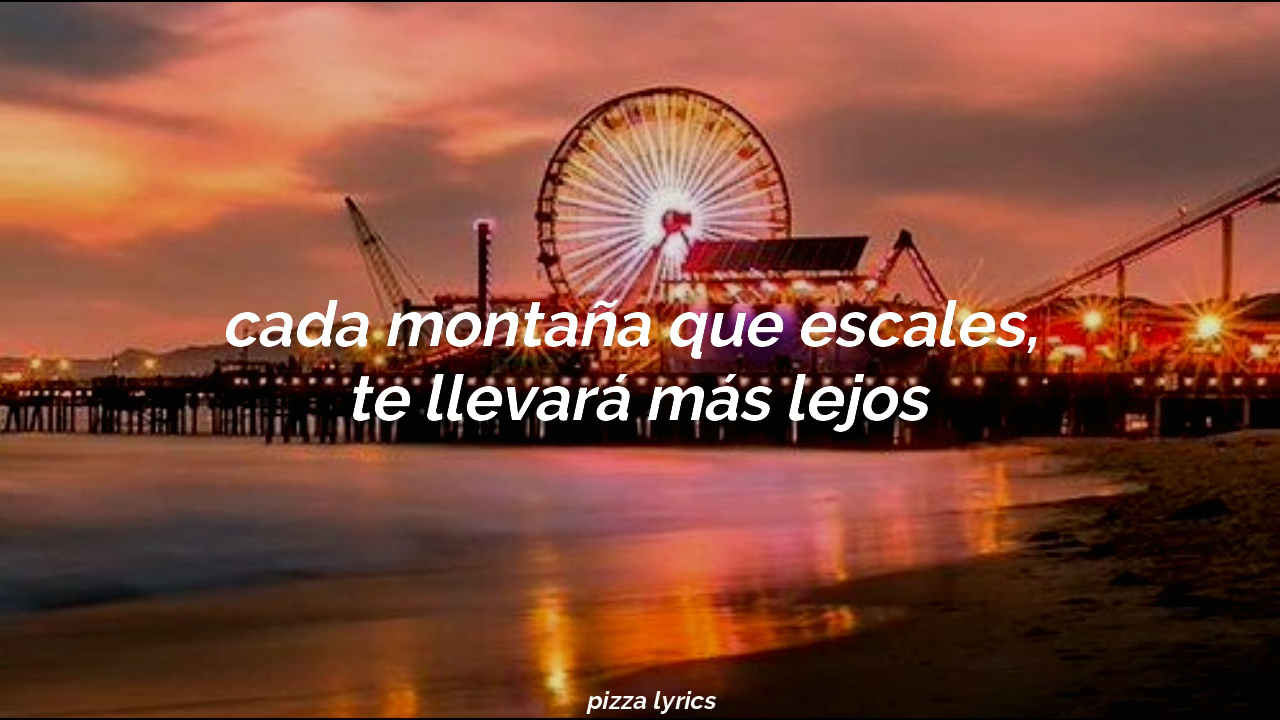 cada montaña que escales,
te llevará más lejos
pizza lyrics